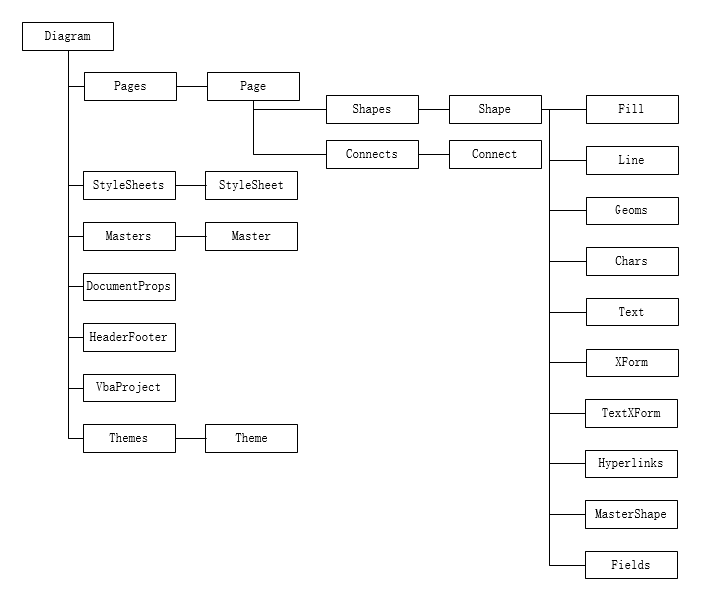 Diagram
Pages
Page
Shapes
Shape
Fill
Connects
Connect
Line
StyleSheets
StyleSheet
Geoms
Masters
Master
Chars
DocumentProps
Text
HeaderFooter
XForm
VbaProject
TextXForm
Themes
Theme
Hyperlinks
MasterShape
Fields